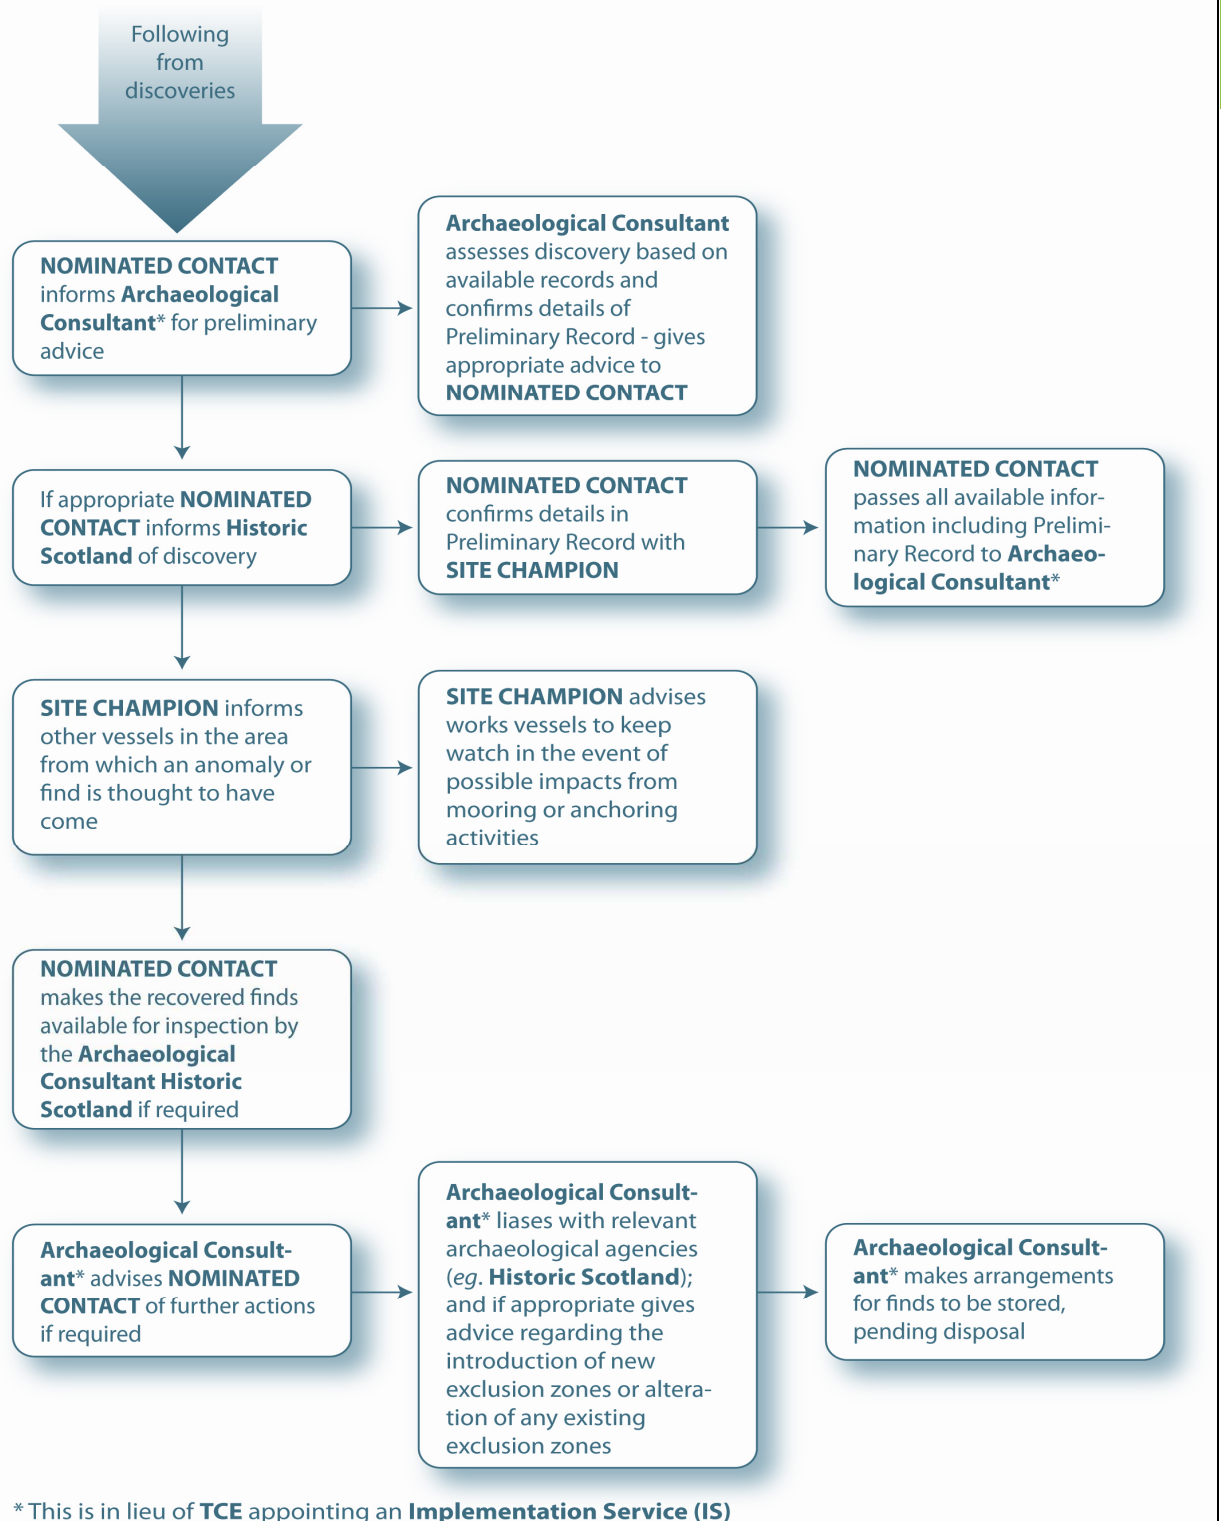 Following
from
discoveries
NOMINATED CONTACT
informs Archaeological
Consultant* for preliminary
advice
Archaeological Consultant
assesses discovery based on
available records and
confirms details of
Preliminary Record - gives
appropriate advice to
NOMINATED CONTACT
If appropriate NOMINATED
CONTACT informs Historic
Scotland of discovery
NOMINATED CONTACT
confirms details in
Preliminary Record with
SITE CHAMPION
NOMINATED CONTACT
passes all available infor-
mation including Prelimi-
nary Record to Archaeo-
logical Consultant*
SITE CHAMPION informs
other vessels in the area
from which an anomaly or
find is thought to have
come
SITE CHAMPION advises
works vessels to keep
watch in the event of
possible impacts from
mooring or anchoring
activities
NOMINATED CONTACT
makes the recovered finds
available for inspection by
the Archaeological
Consultant Historic
Scotland if required
Archaeological Consult-
ant* advises NOMINATED
CONTACT of further actions
if required
Archaeological Consult-
ant* liases with relevant
archaeological agencies
(eg. Historic Scotland);
and if appropriate gives
advice regarding the
introduction of new
exclusion zones or altera-
tion of any existing
exclusion zones
Archaeological Consult-
ant* makes arrangements
for finds to be stored,
pending disposal
* This is in lieu of TCE appointing an Implementation Service (IS)